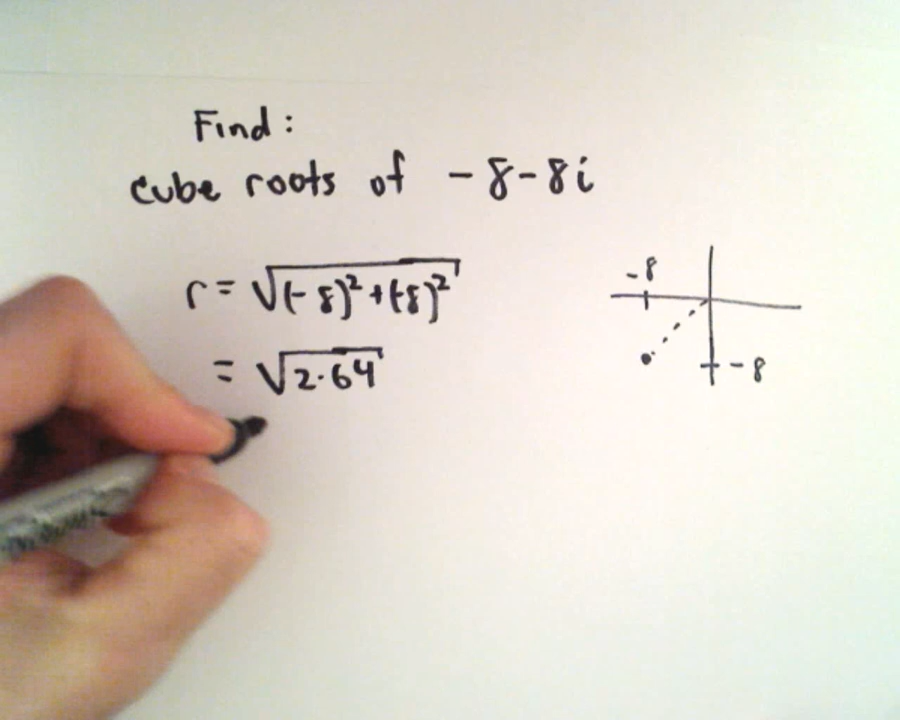 Find:
cube roots of -8-8i
r = √(-8)²+(-8)²
= √2·64
-8
-8